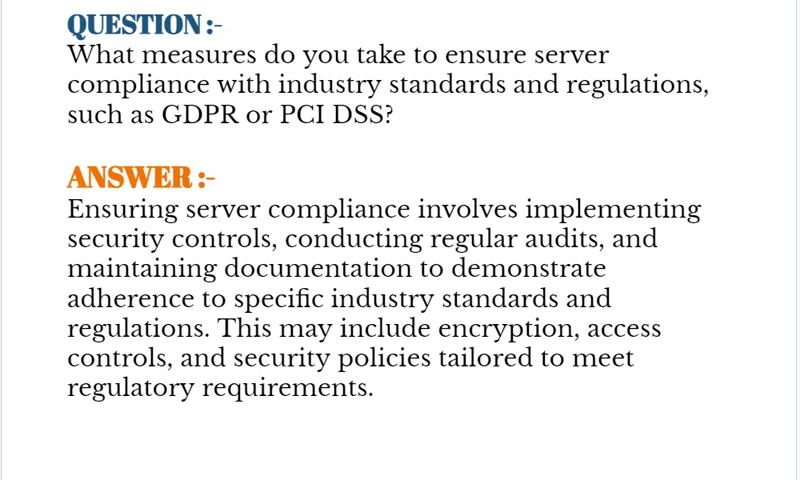 QUESTION :-
What measures do you take to ensure server
compliance with industry standards and regulations,
such as GDPR or PCI DSS?
ANSWER :-
Ensuring server compliance involves implementing
security controls, conducting regular audits, and
maintaining documentation to demonstrate
adherence to specific industry standards and
regulations. This may include encryption, access
controls, and security policies tailored to meet
regulatory requirements.